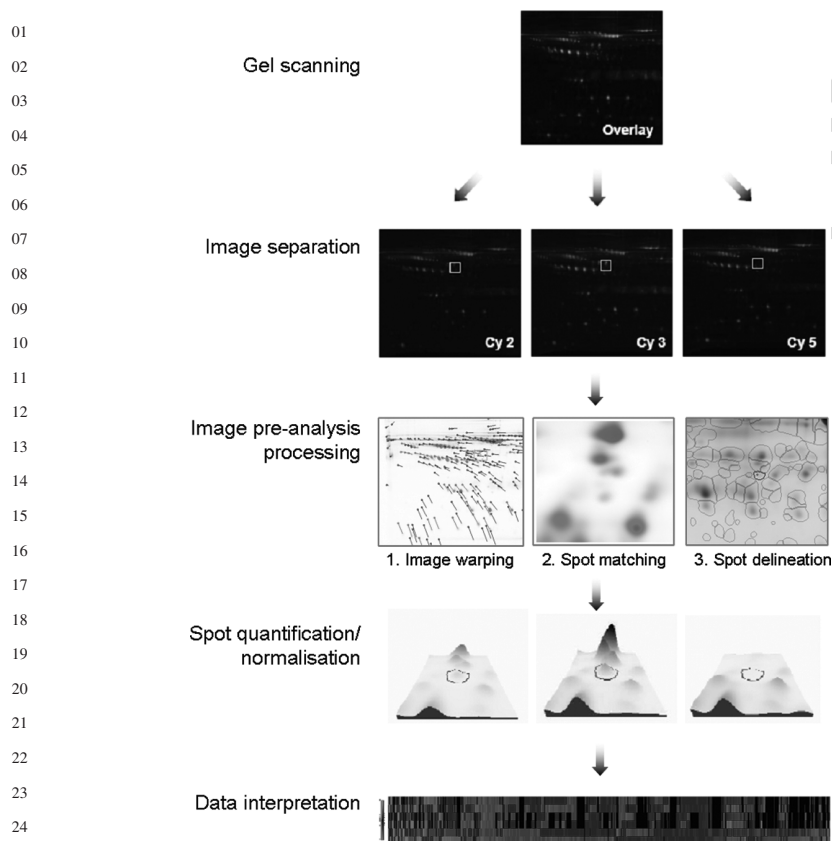 01
02
03
04
05
06
07
08
09
10
11
12
13
14
15
16
17
18
19
20
21
22
23
24
Gel scanning
Overlay
Image separation
Cy 2
Cy 3
Cy 5
Image pre-analysis
processing
1. Image warping
2. Spot matching
3. Spot delineation
Spot quantification/
normalisation
Data interpretation